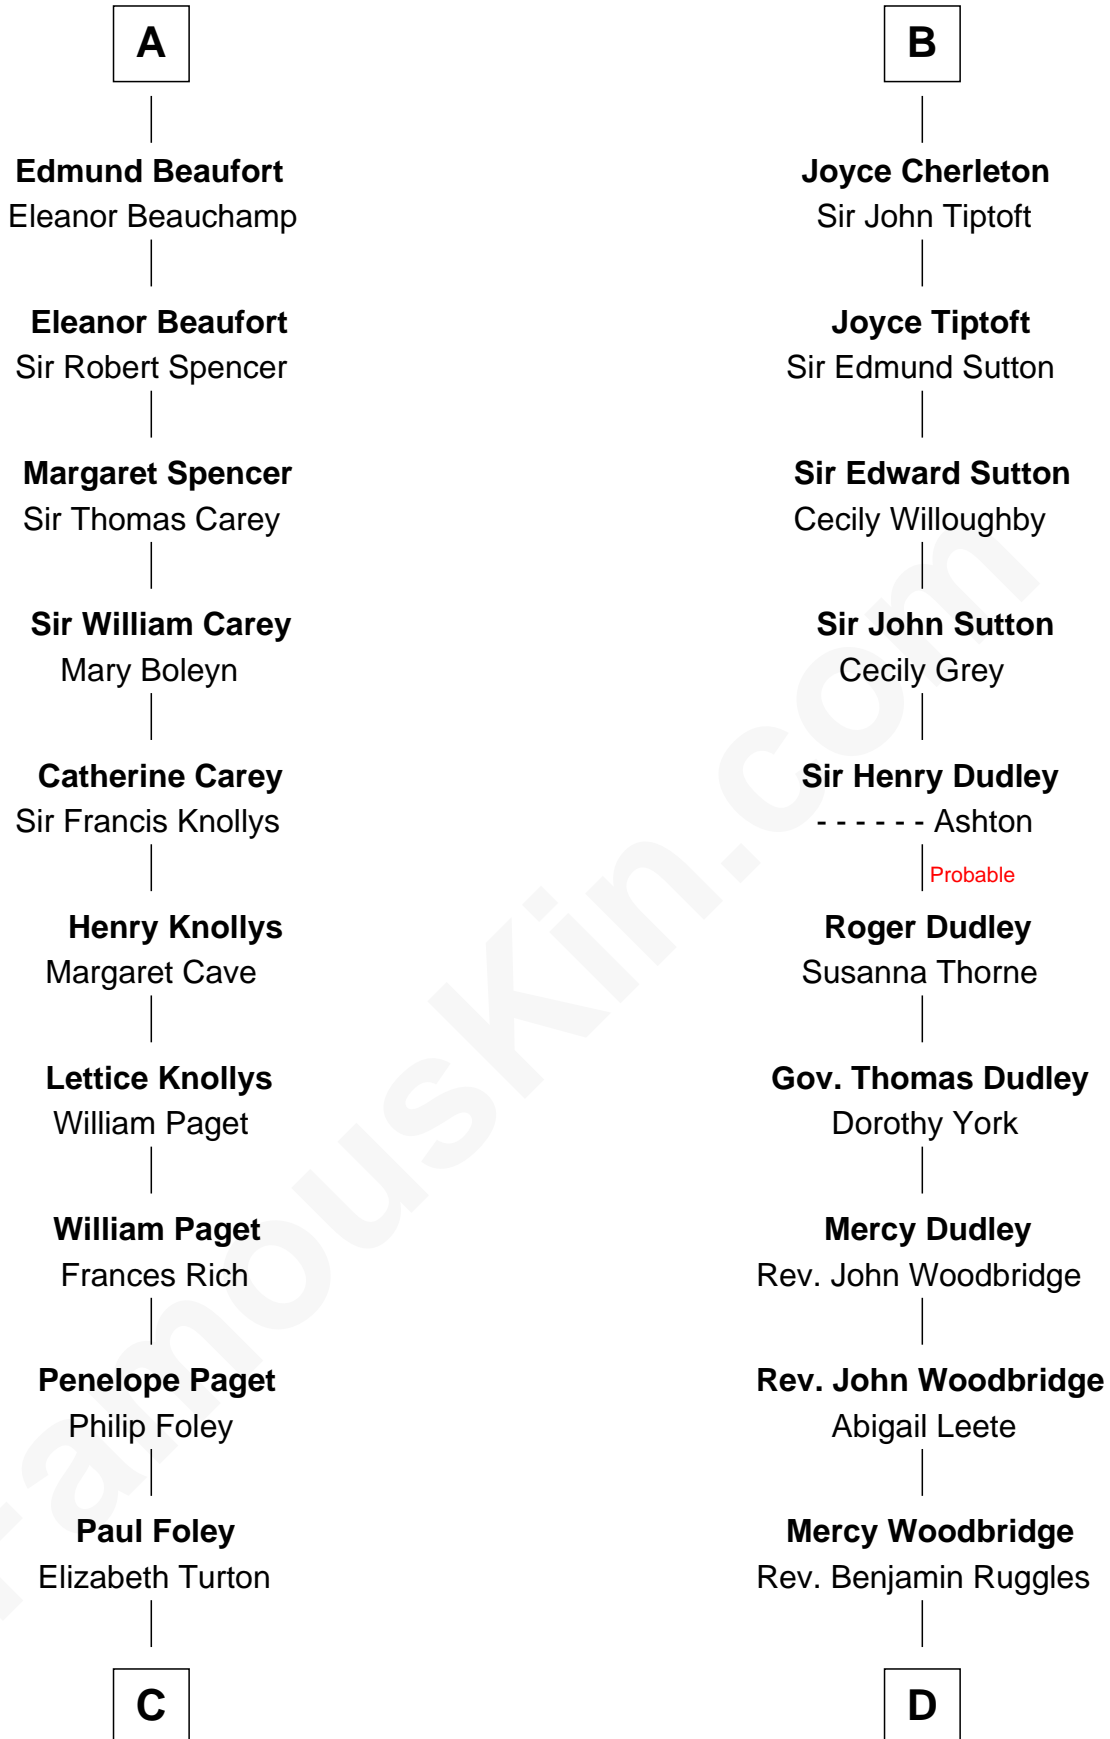 A
Edmund Beaufort
Eleanor Beauchamp
Eleanor Beaufort
Sir Robert Spencer
Margaret Spencer
Sir Thomas Carey
Sir William Carey
Mary Boleyn
Catherine Carey
Sir Francis Knollys
Henry Knollys
Margaret Cave
Lettice Knollys
William Paget
William Paget
Frances Rich
Penelope Paget
Philip Foley
Paul Foley
Elizabeth Turton
C
B
Joyce Cherleton
Sir John Tiptoft
Joyce Tiptoft
Sir Edmund Sutton
Sir Edward Sutton
Cecily Willoughby
Sir John Sutton
Cecily Grey
Sir Henry Dudley
- - - - - - Ashton
Probable
Roger Dudley
Susanna Thorne
Gov. Thomas Dudley
Dorothy York
Mercy Dudley
Rev. John Woodbridge
Rev. John Woodbridge
Abigail Leete
Mercy Woodbridge
Rev. Benjamin Ruggles
D
FamousKin.com